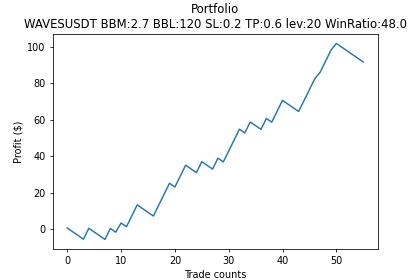 Portfolio
WAVESUSDT BBM:2.7 BBL:120 SL:0.2 TP:0.6 lev:20 WinRatio:48.0
100
80
60
40
20
0
Profit ($)
0 10 20 30 40 50
Trade counts